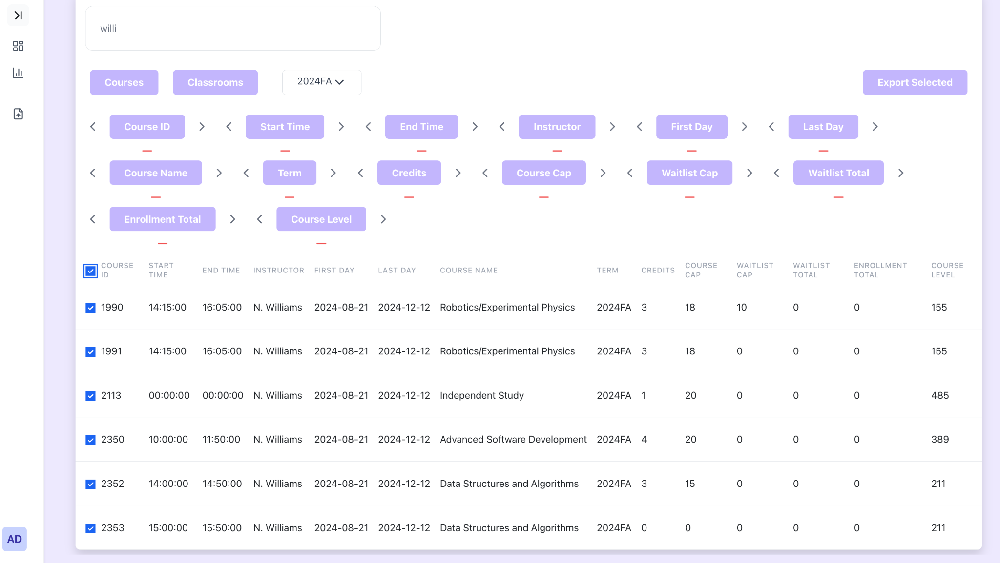 willi
Courses Classrooms 2024FA Export Selected
Course ID Start Time End Time Instructor First Day Last Day
Course Name Term Credits Course Cap Waitlist Cap Waitlist Total
Enrollment Total Course Level
COURSE ID START TIME END TIME INSTRUCTOR FIRST DAY LAST DAY COURSE NAME TERM CREDITS COURSE CAP WAITLIST CAP WAITLIST TOTAL ENROLLMENT TOTAL COURSE LEVEL
1990 14:15:00 16:05:00 N. Williams 2024-08-21 2024-12-12 Robotics/Experimental Physics 2024FA 3 18 10 0 0 155
1991 14:15:00 16:05:00 N. Williams 2024-08-21 2024-12-12 Robotics/Experimental Physics 2024FA 3 18 0 0 0 155
2113 00:00:00 00:00:00 N. Williams 2024-08-21 2024-12-12 Independent Study 2024FA 1 20 0 0 0 485
2350 10:00:00 11:50:00 N. Williams 2024-08-21 2024-12-12 Advanced Software Development 2024FA 4 20 0 0 0 389
2352 14:00:00 14:50:00 N. Williams 2024-08-21 2024-12-12 Data Structures and Algorithms 2024FA 3 15 0 0 0 211
2353 15:00:00 15:50:00 N. Williams 2024-08-21 2024-12-12 Data Structures and Algorithms 2024FA 0 0 0 0 0 211
AD